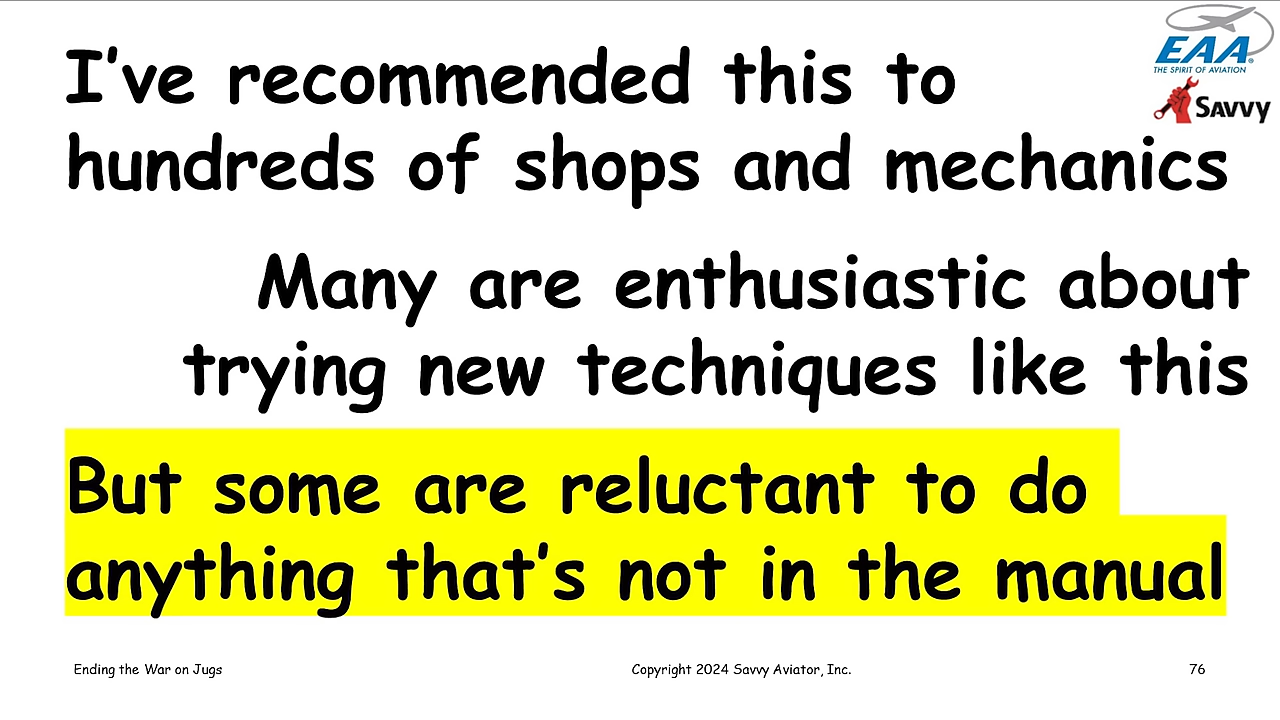 EAA
THE SPIRIT OF AVIATION
SAVVY
I've recommended this to
hundreds of shops and mechanics
Many are enthusiastic about
trying new techniques like this
But some are reluctant to do
anything that's not in the manual
Ending the War on Jugs
Copyright 2024 Savvy Aviator, Inc.
76